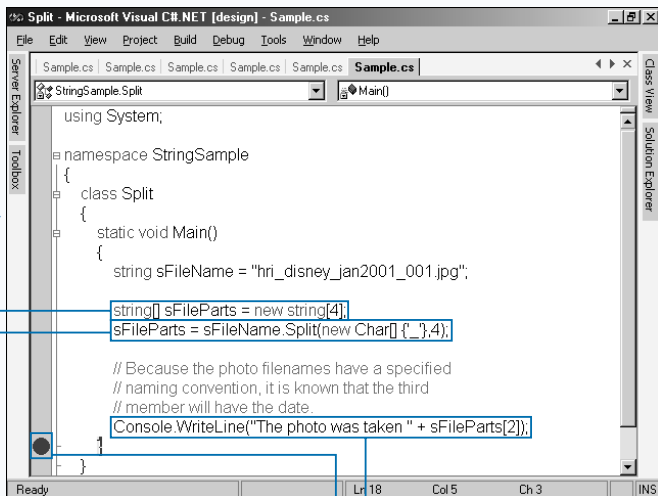 Split - Microsoft Visual C#.NET [design] - Sample.cs
File Edit View Project Build Debug Tools Window Help
Sample.cs Sample.cs Sample.cs Sample.cs Sample.cs Sample.cs
StringSample.Split Main()
Server Explorer
Toolbox
Class View
Solution Explorer
using System;
namespace StringSample
{
class Split
{
static void Main()
{
string sFileName = "hri_disney_jan2001_001.jpg";
string[] sFileParts = new string[4];
sFileParts = sFileName.Split(new Char[] {'_'},4);
// Because the photo filenames have a specified
// naming convention, it is known that the third
// member will have the date.
Console.WriteLine("The photo was taken " + sFileParts[2]);
}
}
Ready Ln 18 Col 5 Ch 3 INS